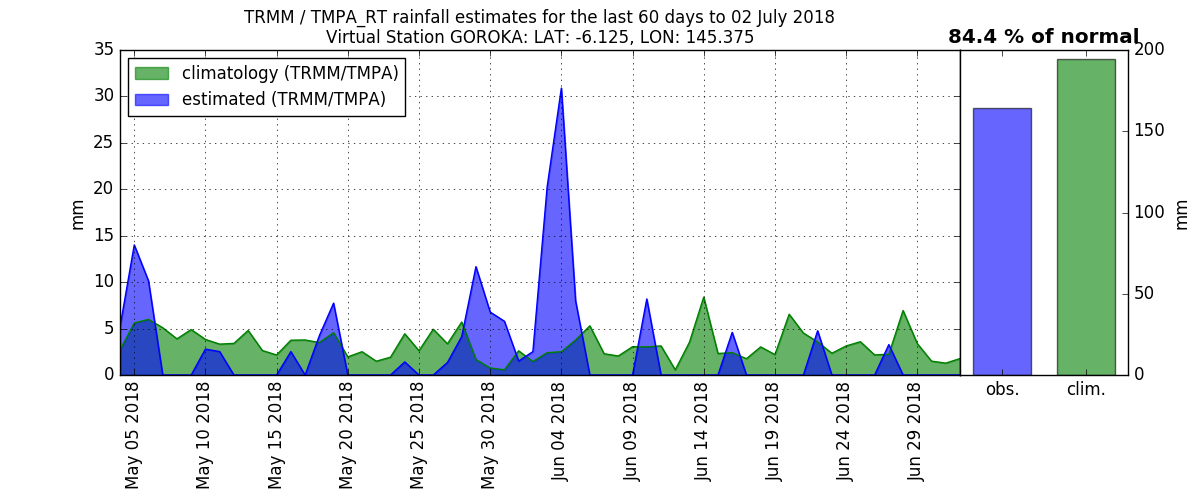 TRMM / TMPA_RT rainfall estimates for the last 60 days to 02 July 2018
Virtual Station GOROKA: LAT: -6.125, LON: 145.375
84.4 % of normal
climatology (TRMM/TMPA)
estimated (TRMM/TMPA)
35
30
25
20
15
10
5
0
mm
May 05 2018
May 10 2018
May 15 2018
May 20 2018
May 25 2018
May 30 2018
Jun 04 2018
Jun 09 2018
Jun 14 2018
Jun 19 2018
Jun 24 2018
Jun 29 2018
obs.
clim.
200
150
100
50
0
mm